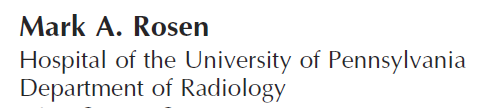 Mark A. Rosen
Hospital of the University of Pennsylvania
Department of Radiology